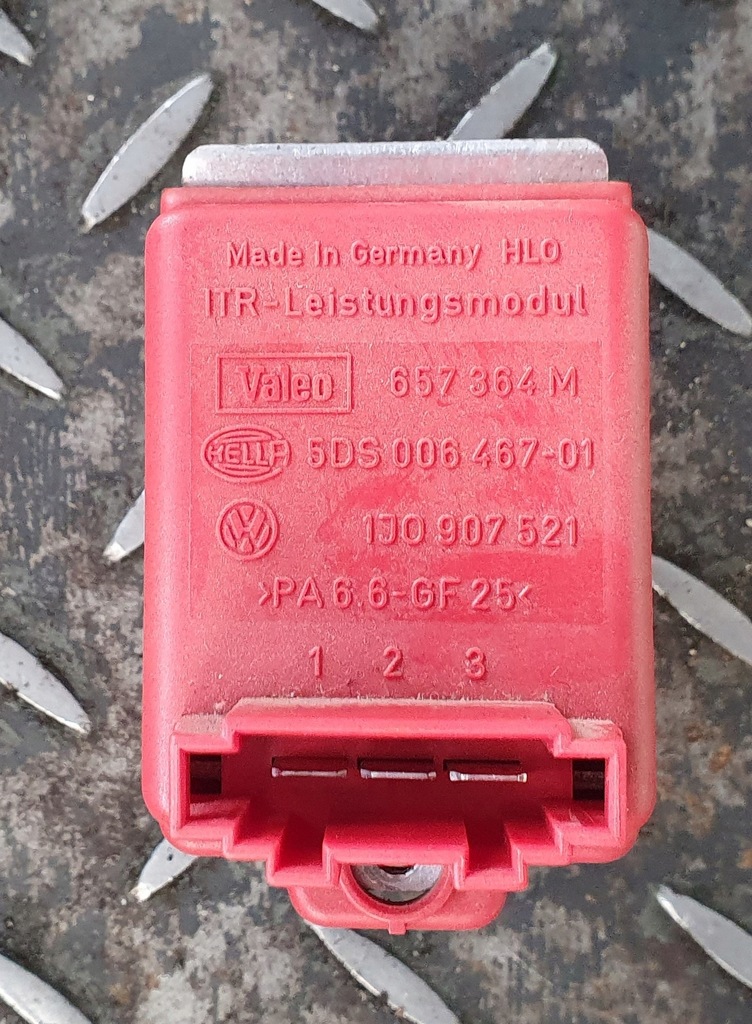 Made in Germany HLO
ITR-Leistungsmodul
Valeo 657 364 M
HELLA 5DS 006 467-01
VW 1J0 907 521
>PA 6.6-GF 25<
1 2 3